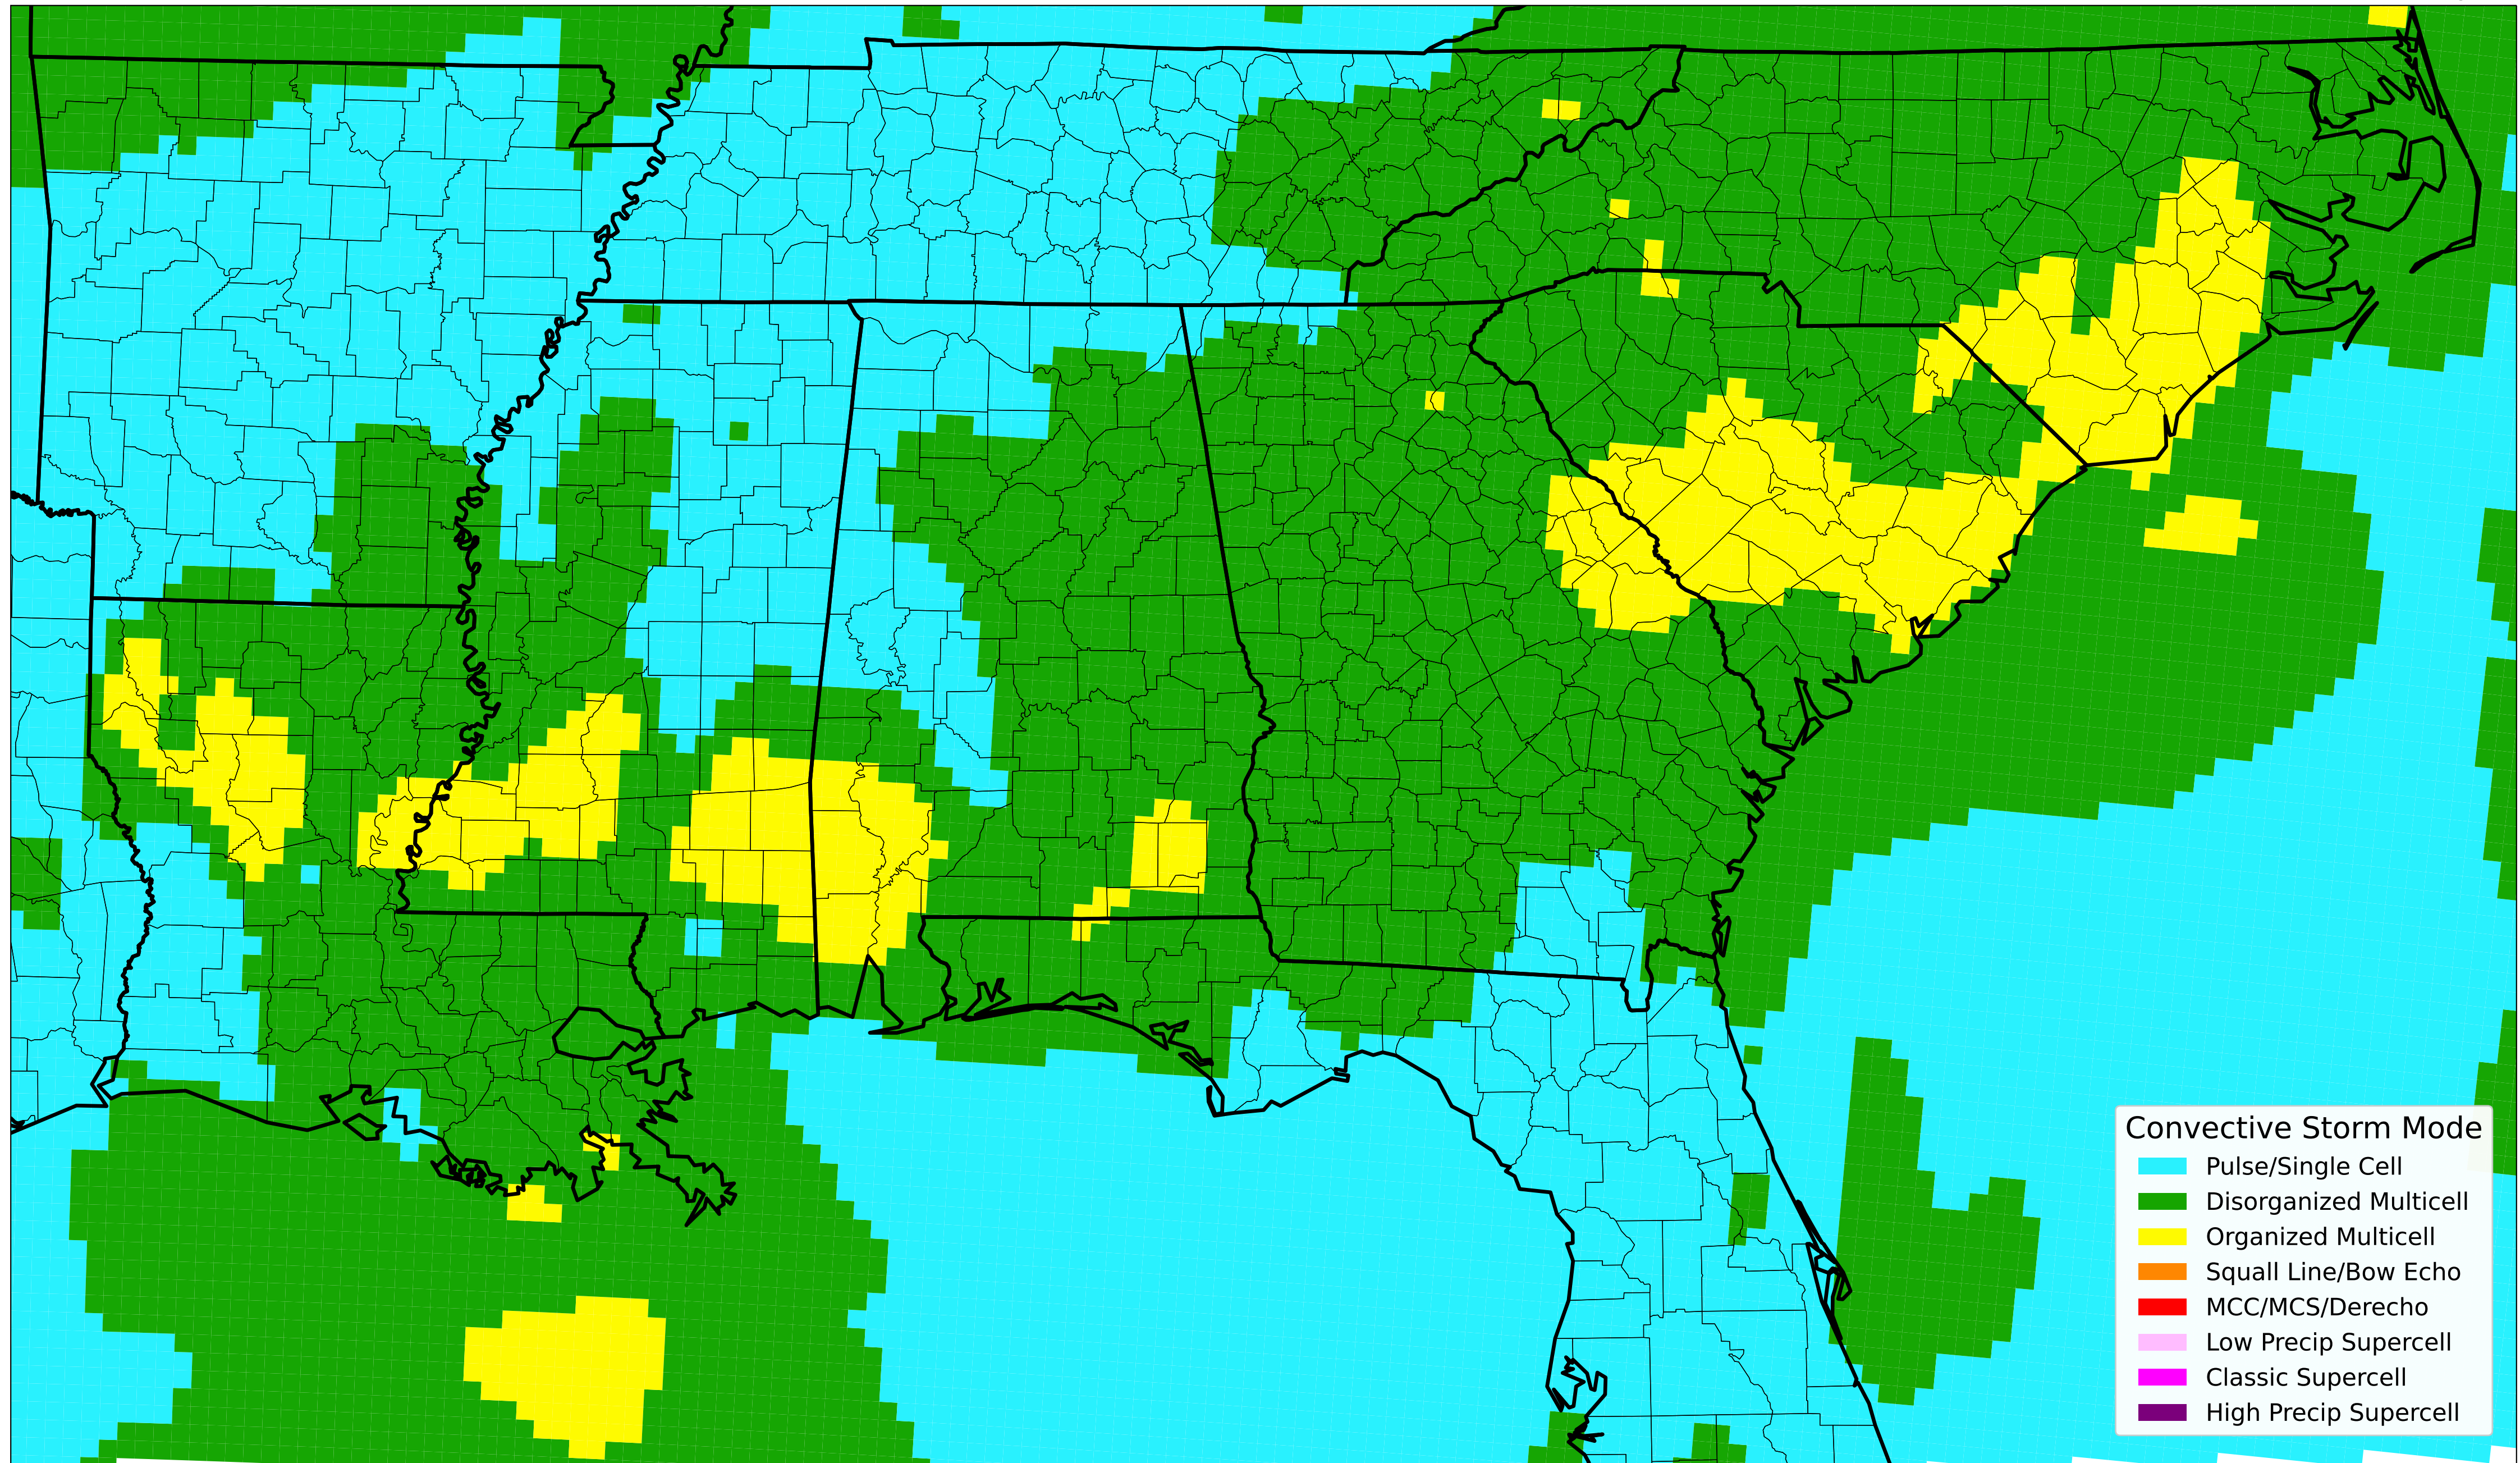 Convective Storm Mode
Pulse/Single Cell
Disorganized Multicell
Organized Multicell
Squall Line/Bow Echo
MCC/MCS/Derecho
Low Precip Supercell
Classic Supercell
High Precip Supercell